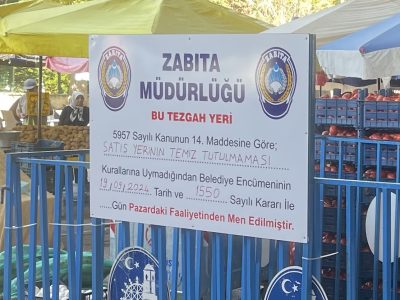 ZABITA
MÜDÜRLÜĞÜ
BU TEZGAH YERİ
5957 Sayılı Kanunun 14. Maddesine Göre;
SATIŞ YERİNİN TEMİZ TUTULMAMASI
Kurallarına Uymadığından Belediye Encümeninin
19/09/2024 Tarih ve 1550 Sayılı Kararı İle
....Gün Pazardaki Faaliyetinden Men Edilmiştir.